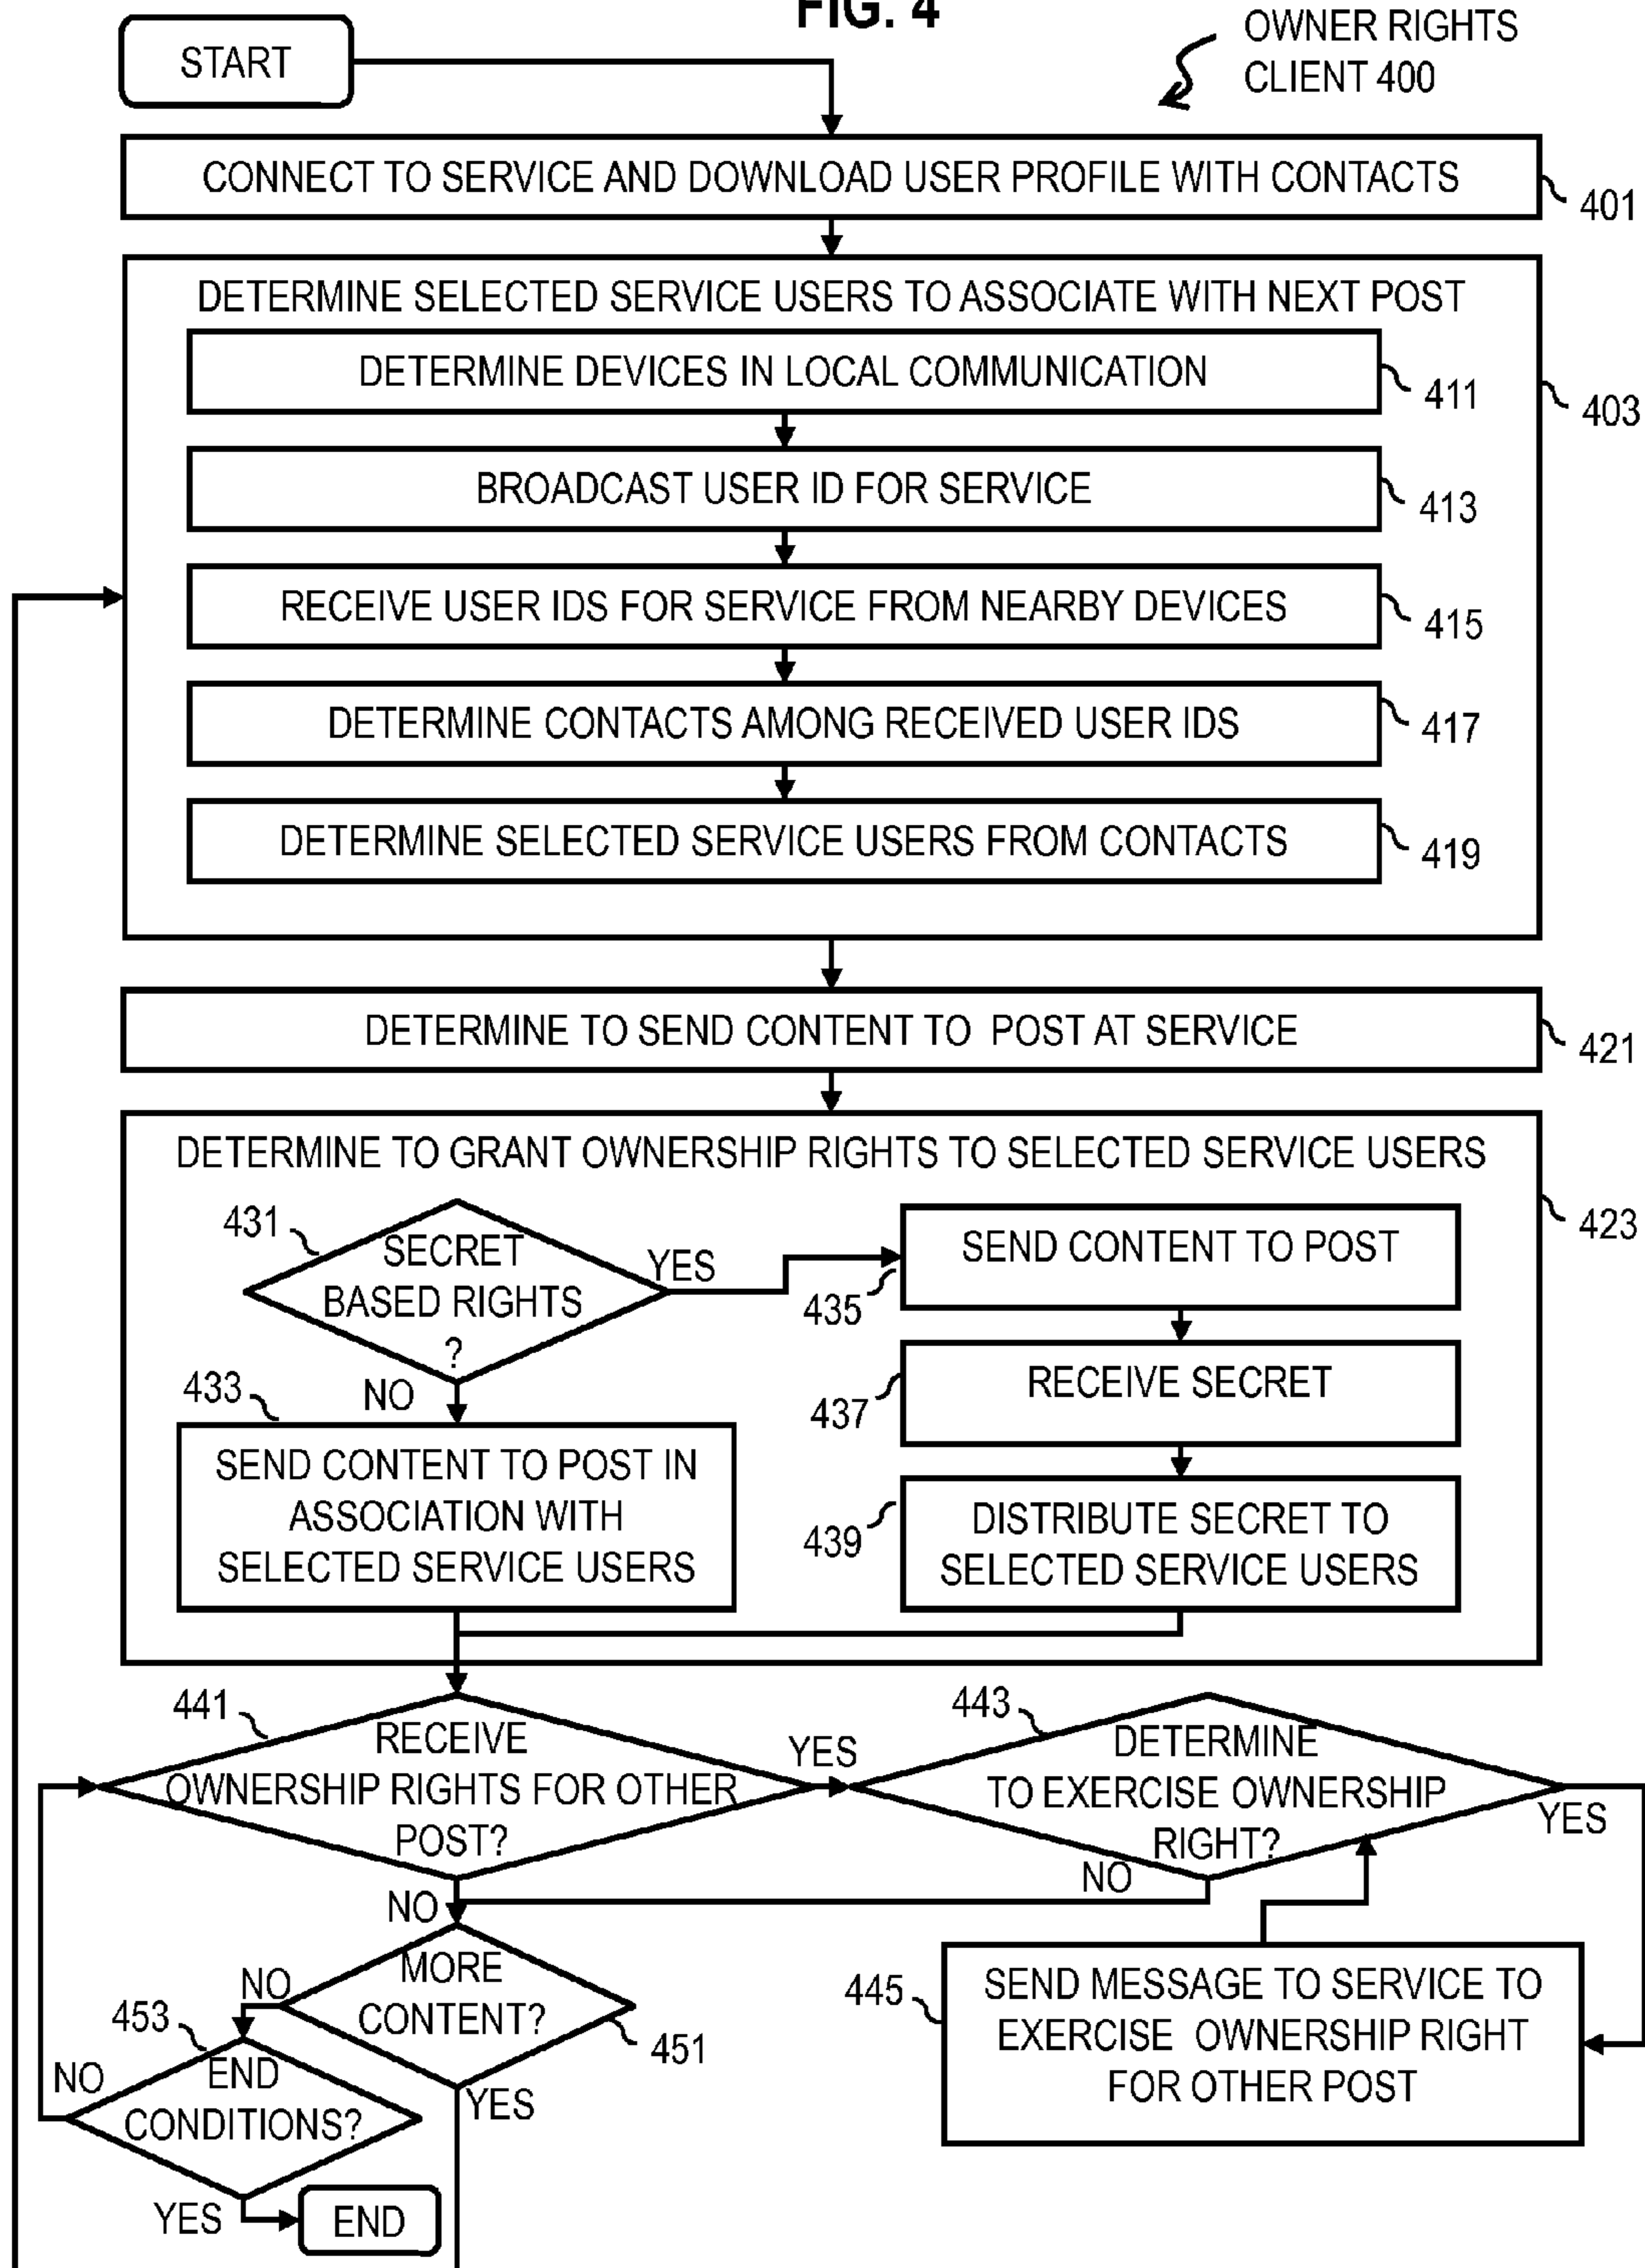 FIG. 4
OWNER RIGHTS
CLIENT 400
START
CONNECT TO SERVICE AND DOWNLOAD USER PROFILE WITH CONTACTS
401
DETERMINE SELECTED SERVICE USERS TO ASSOCIATE WITH NEXT POST
403
DETERMINE DEVICES IN LOCAL COMMUNICATION
411
BROADCAST USER ID FOR SERVICE
413
RECEIVE USER IDS FOR SERVICE FROM NEARBY DEVICES
415
DETERMINE CONTACTS AMONG RECEIVED USER IDS
417
DETERMINE SELECTED SERVICE USERS FROM CONTACTS
419
DETERMINE TO SEND CONTENT TO POST AT SERVICE
421
DETERMINE TO GRANT OWNERSHIP RIGHTS TO SELECTED SERVICE USERS
423
431
SECRET
BASED RIGHTS
?
YES
NO
433
SEND CONTENT TO POST IN
ASSOCIATION WITH
SELECTED SERVICE USERS
SEND CONTENT TO POST
435
RECEIVE SECRET
437
DISTRIBUTE SECRET TO
SELECTED SERVICE USERS
439
441
RECEIVE
OWNERSHIP RIGHTS FOR OTHER
POST?
YES
NO
443
DETERMINE
TO EXERCISE OWNERSHIP
RIGHT?
YES
NO
445
SEND MESSAGE TO SERVICE TO
EXERCISE OWNERSHIP RIGHT
FOR OTHER POST
MORE
CONTENT?
451
NO
YES
453
END
CONDITIONS?
NO
YES
END